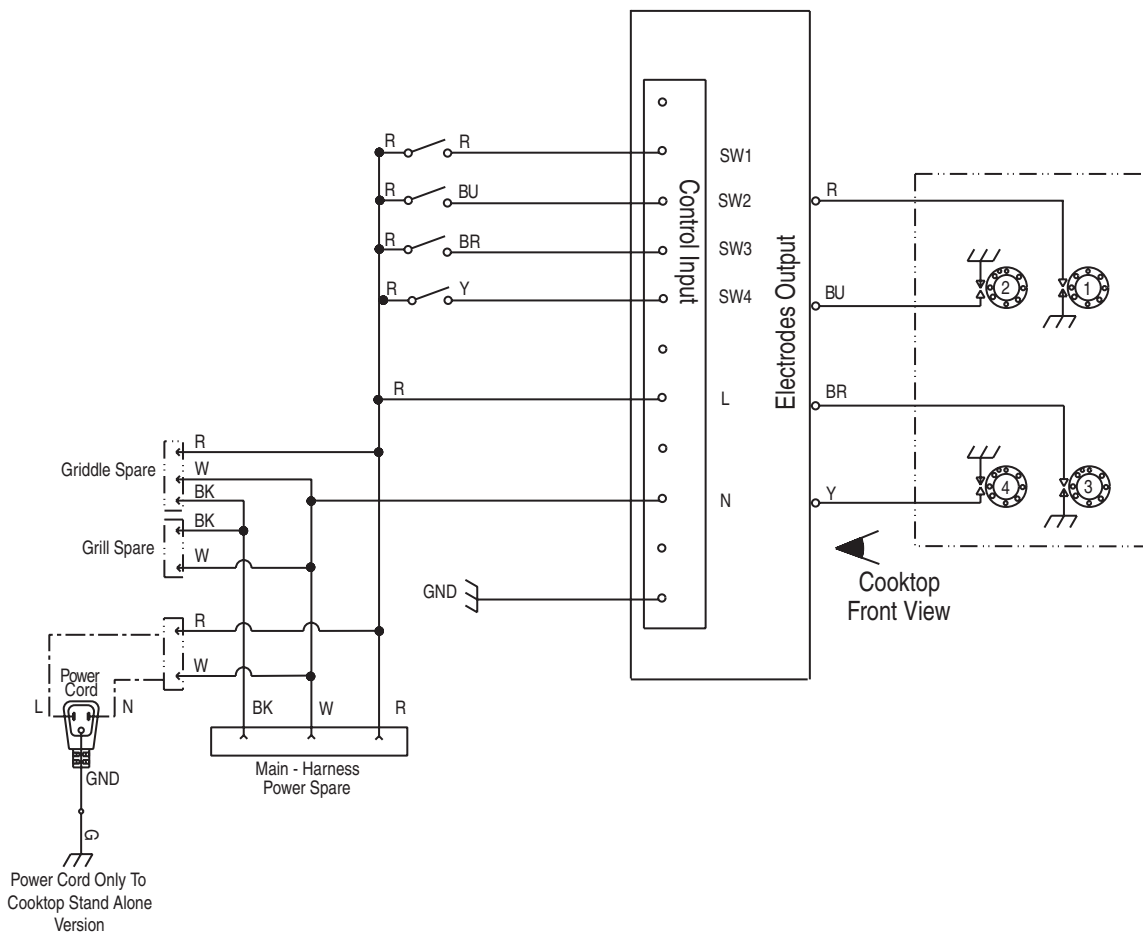 R
R
SW1
R
BU
SW2
R
R
BR
SW3
R
Y
SW4
Control Input
Electrodes Output
2
1
BU
R
L
BR
R
Griddle Spare
W
BK
N
Y
4
3
BK
Grill Spare
W
GND
Cooktop
Front View
R
W
Power
Cord
L
N
BK
W
R
Main - Harness
Power Spare
GND
G
Power Cord Only To
Cooktop Stand Alone
Version